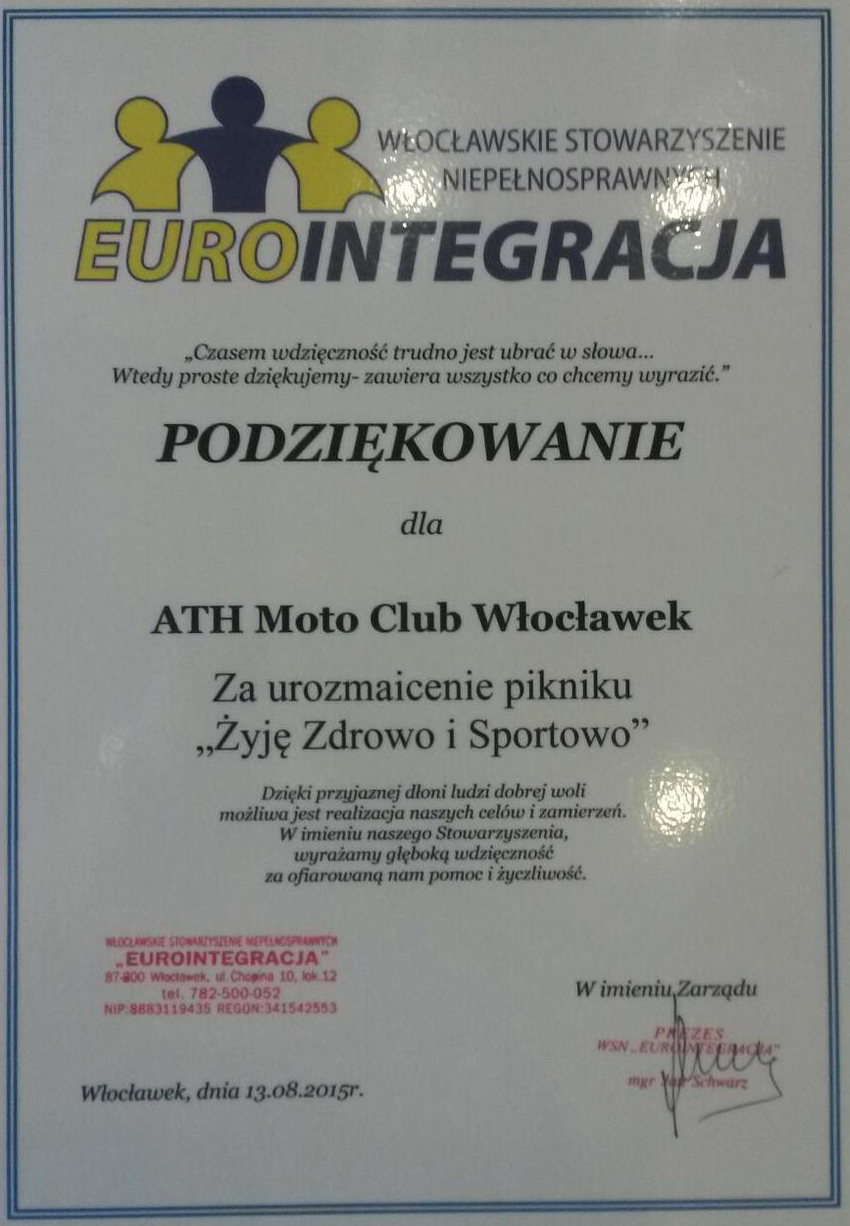 WŁOCŁAWSKIE STOWARZYSZENIE
NIEPEŁNOSPRAWNYCH
EUROINTEGRACJA
„Czasem wdzięczność trudno jest ubrać w słowa...
Wtedy proste dziękujemy- zawiera wszystko co chcemy wyrazić.”
PODZIĘKOWANIE
dla
ATH Moto Club Włocławek
Za urozmaicenie pikniku
„Żyję Zdrowo i Sportowo”
Dzięki przyjaznej dłoni ludzi dobrej woli
możliwa jest realizacja naszych celów i zamierzeń.
W imieniu naszego Stowarzyszenia,
wyrażamy głęboką wdzięczność
za ofiarowaną nam pomoc i życzliwość.
WŁOCŁAWSKIE STOWARZYSZENIE NIEPEŁNOSPRAWNYCH
„EUROINTEGRACJA”
87-800 Włocławek, ul. Chopina 10, lok.12
tel. 782-500-052
NIP:8883119435 REGON:341542553
W imieniu Zarządu
PREZES
WSN „EUROINTEGRACJA”
mgr Schwarz
Włocławek, dnia 13.08.2015r.